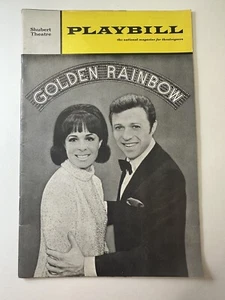 Shubert
Theatre
PLAYBILL
the national magazine for theatregoers
GOLDEN RAINBOW